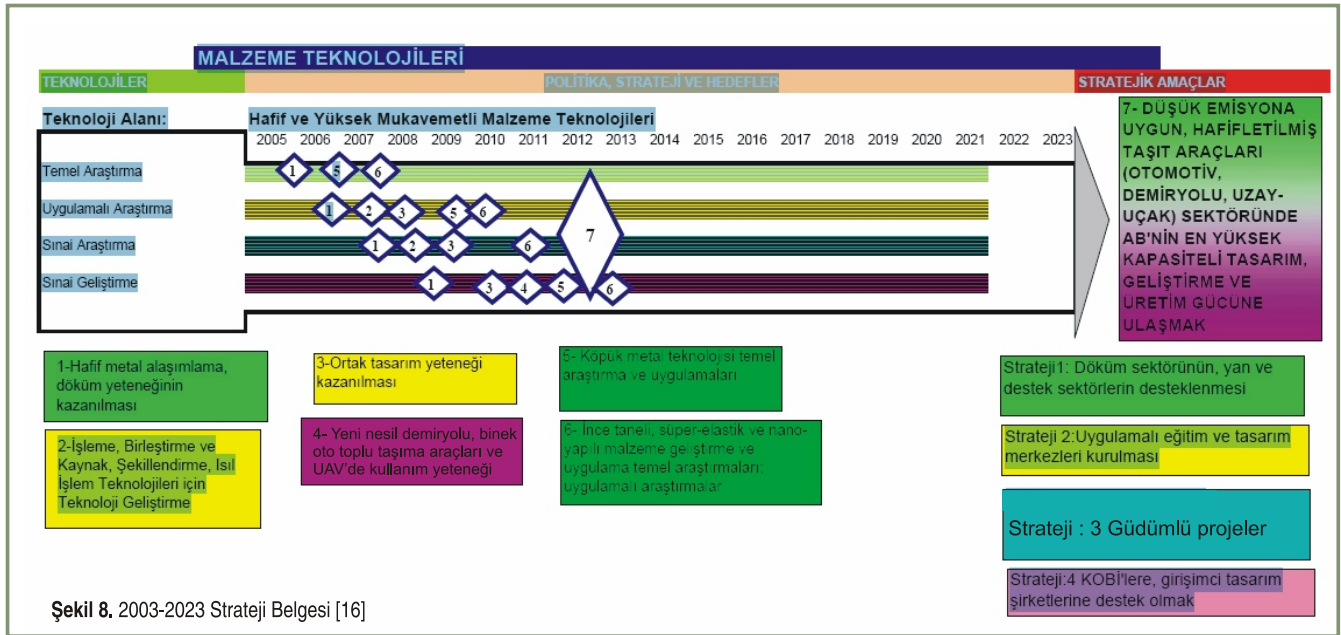 MALZEME TEKNOLOJİLERİ
TEKNOLOJİLER
POLİTİKA, STRATEJİ VE HEDEFLER
STRATEJİK AMAÇLAR
Teknoloji Alanı:
Hafif ve Yüksek Mukavemetli Malzeme Teknolojileri
2005 2006 2007 2008 2009 2010 2011 2012 2013 2014 2015 2016 2017 2018 2019 2020 2021 2022 2023
Temel Araştırma
1 5 6
Uygulamalı Araştırma
1 2 3 5 6
Sınai Araştırma
1 2 3 6
7
Sınai Geliştirme
1 3 4 5 6
7- DÜŞÜK EMİSYONA
UYGUN, HAFİFLETİLMİŞ
TAŞIT ARAÇLARI
(OTOMOTİV,
DEMİRYOLU, UZAY-
UÇAK) SEKTÖRÜNDE
AB'NİN EN YÜKSEK
KAPASİTELİ TASARIM,
GELİŞTİRME VE
ÜRETİM GÜCÜNE
ULAŞMAK
1-Hafif metal alaşımlama,
döküm yeteneğinin
kazanılması
2-İşleme, Birleştirme ve
Kaynak, Şekillendirme, Isıl
İşlem Teknolojileri için
Teknoloji Geliştirme
3-Ortak tasarım yeteneği
kazanılması
4- Yeni nesil demiryolu, binek
oto toplu taşıma araçları ve
UAV'de kullanım yeteneği
5- Köpük metal teknolojisi temel
araştırma ve uygulamaları
6- İnce taneli, süper-elastik ve nano-
yapılı malzeme geliştirme ve
uygulama temel araştırmaları;
uygulamalı araştırmalar
Strateji1: Döküm sektörünün, yan ve
destek sektörlerin desteklenmesi
Strateji 2:Uygulamalı eğitim ve tasarım
merkezleri kurulması
Strateji : 3 Güdümlü projeler
Strateji:4 KOBİ'lere, girişimci tasarım
şirketlerine destek olmak
Şekil 8. 2003-2023 Strateji Belgesi [16]